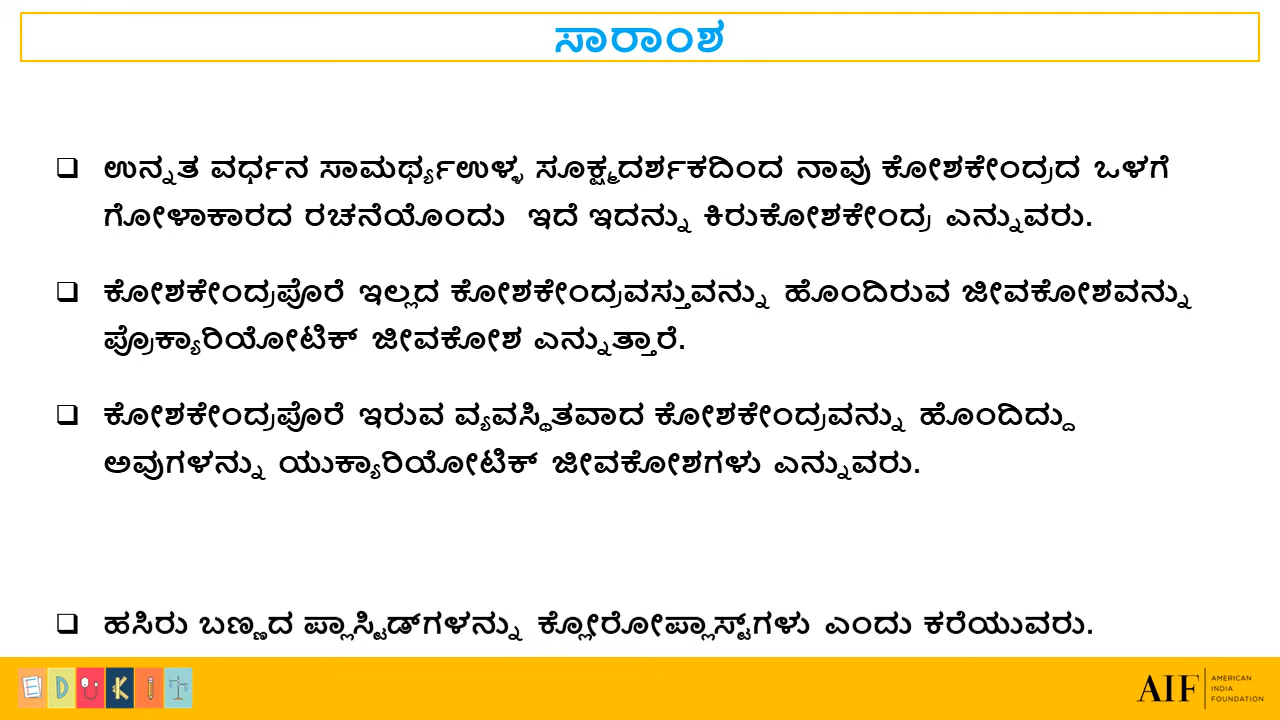 ಸಾರಾಂಶ
❑ ಉನ್ನತ ವರ್ಧನ ಸಾಮರ್ಥ್ಯಉಳ್ಳ ಸೂಕ್ಷ್ಮದರ್ಶಕದಿಂದ ನಾವು ಕೋಶಕೇಂದ್ರದ ಒಳಗೆ
ಗೋಳಾಕಾರದ ರಚನೆಯೊಂದು ಇದೆ ಇದನ್ನು ಕಿರುಕೋಶಕೇಂದ್ರ ಎನ್ನುವರು.
❑ ಕೋಶಕೇಂದ್ರಪೊರೆ ಇಲ್ಲದ ಕೋಶಕೇಂದ್ರವಸ್ತುವನ್ನು ಹೊಂದಿರುವ ಜೀವಕೋಶವನ್ನು
ಪ್ರೊಕ್ಯಾರಿಯೋಟಿಕ್ ಜೀವಕೋಶ ಎನ್ನುತ್ತಾರೆ.
❑ ಕೋಶಕೇಂದ್ರಪೊರೆ ಇರುವ ವ್ಯವಸ್ಥಿತವಾದ ಕೋಶಕೇಂದ್ರವನ್ನು ಹೊಂದಿದ್ದು
ಅವುಗಳನ್ನು ಯುಕ್ಯಾರಿಯೋಟಿಕ್ ಜೀವಕೋಶಗಳು ಎನ್ನುವರು.
❑ ಹಸಿರು ಬಣ್ಣದ ಪ್ಲಾಸ್ಟಿಡ್‌ಗಳನ್ನು ಕ್ಲೋರೋಪ್ಲಾಸ್ಟ್‌ಗಳು ಎಂದು ಕರೆಯುವರು.
EDUKIT
AIF AMERICAN
INDIA
FOUNDATION